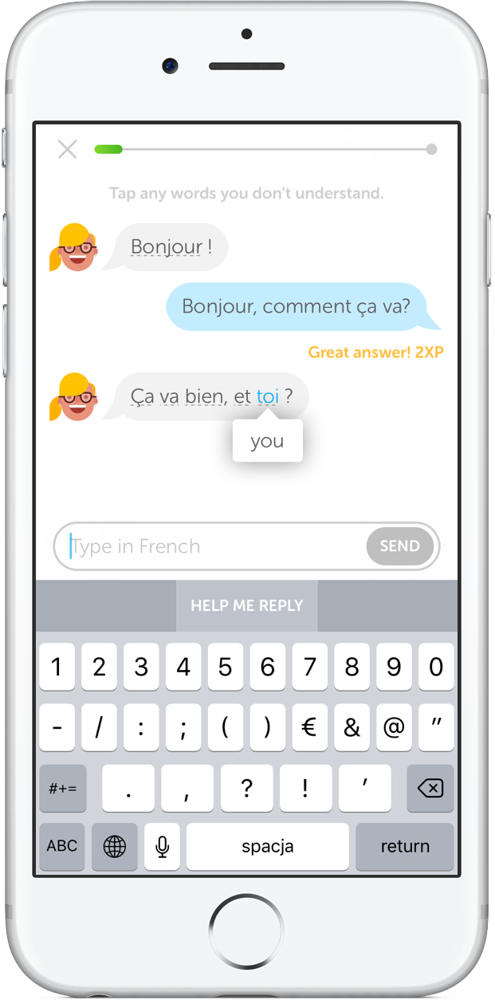 Tap any words you don’t understand.
Bonjour !
Bonjour, comment ça va?
Great answer! 2XP
Ça va bien, et toi ?
you
Type in French
SEND
HELP ME REPLY
1 2 3 4 5 6 7 8 9 0
- / : ; ( ) € & @ "
#+= . , ? ! ’
ABC spacja return